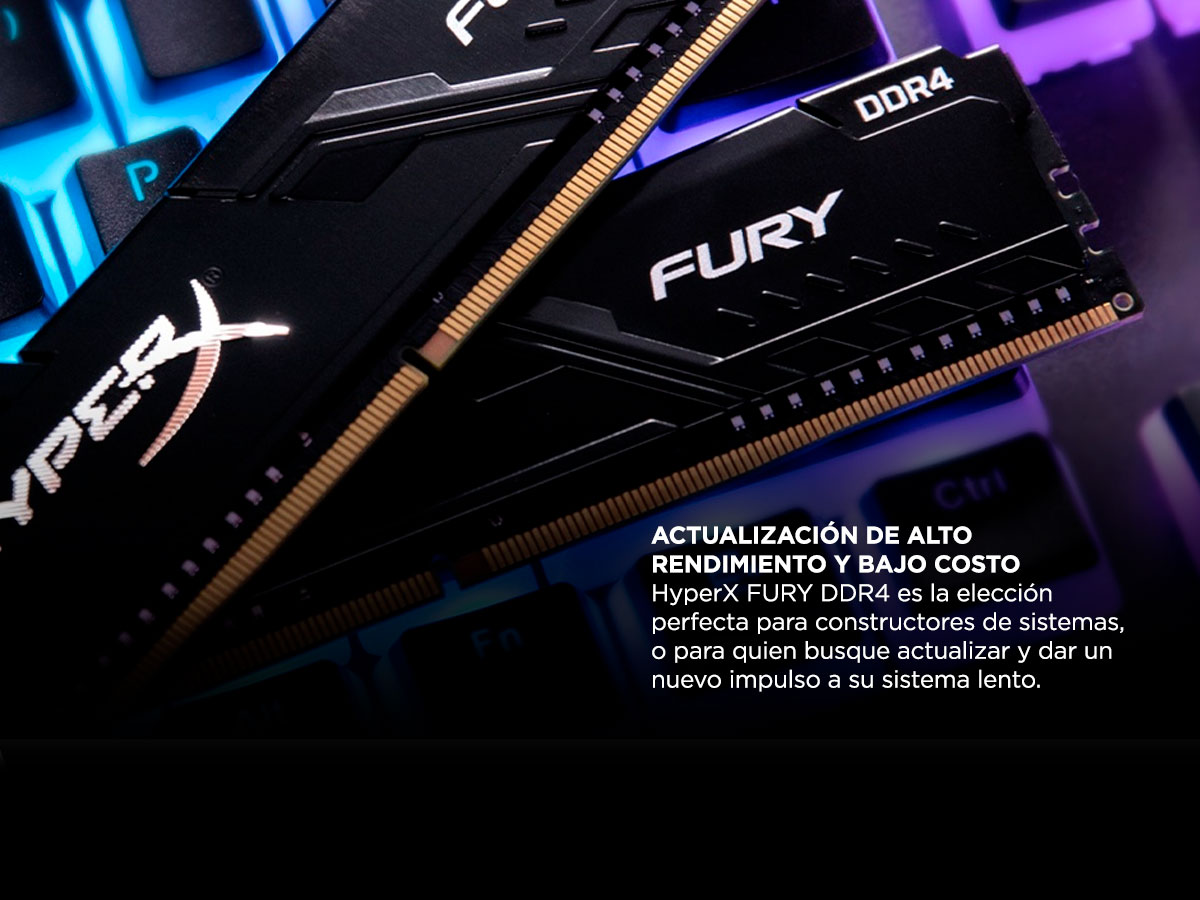 DDR4
FURY
P
®
Ctrl
Fn
ACTUALIZACIÓN DE ALTO
RENDIMIENTO Y BAJO COSTO
HyperX FURY DDR4 es la elección
perfecta para constructores de sistemas,
o para quien busque actualizar y dar un
nuevo impulso a su sistema lento.